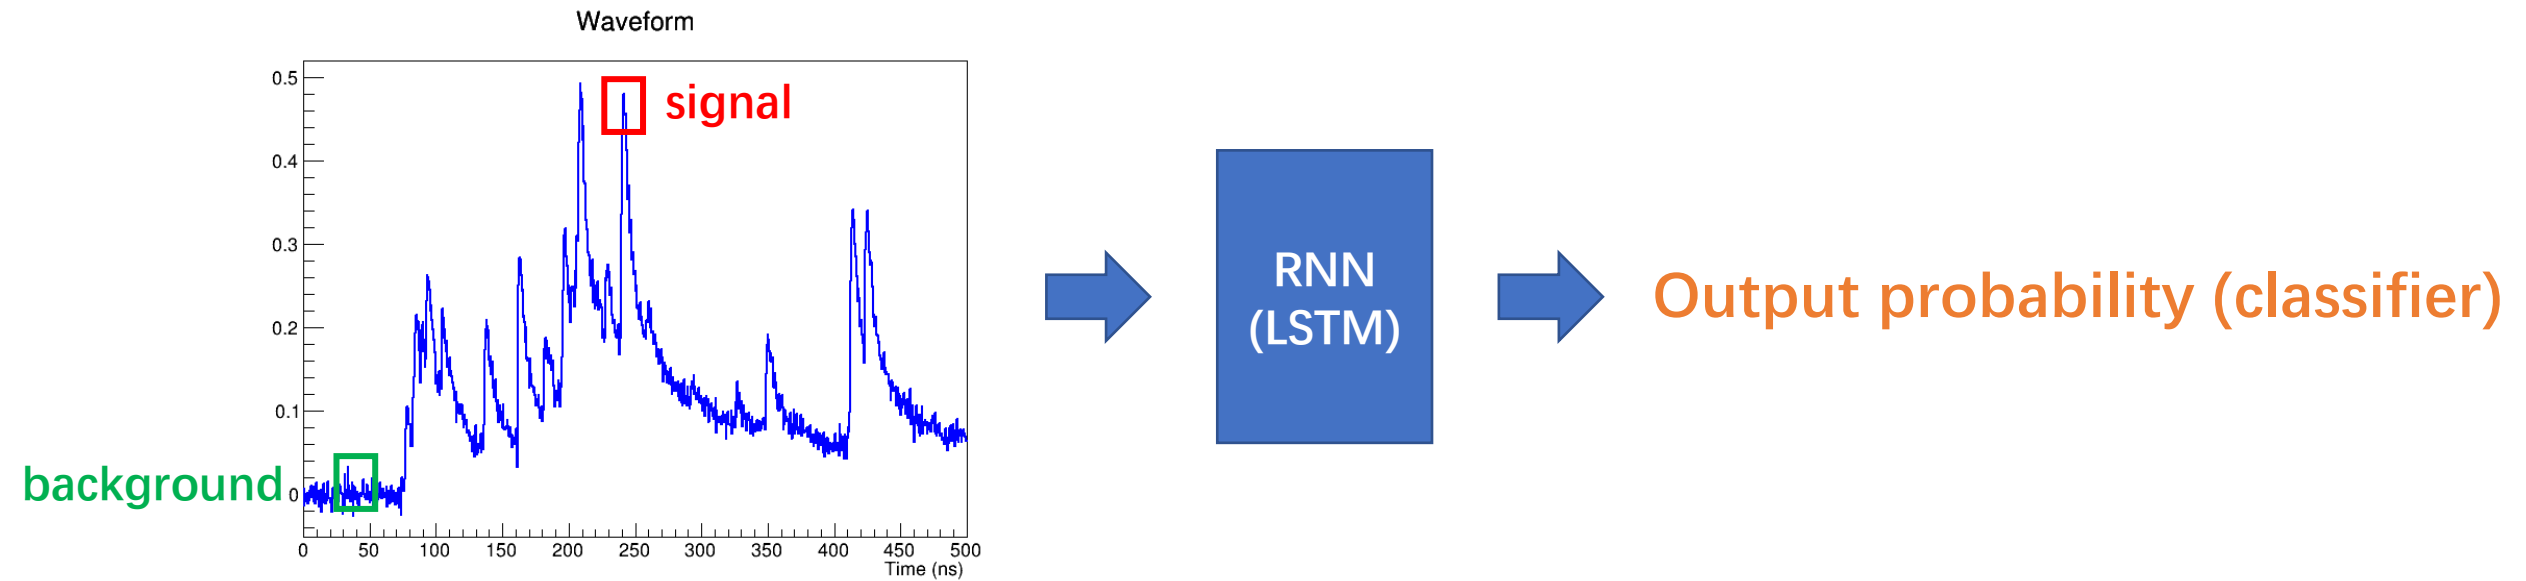 Waveform
0.5
signal
0.4
0.3
0.2
0.1
background
0
0 50 100 150 200 250 300 350 400 450 500
Time (ns)
RNN
(LSTM)
Output probability (classifier)